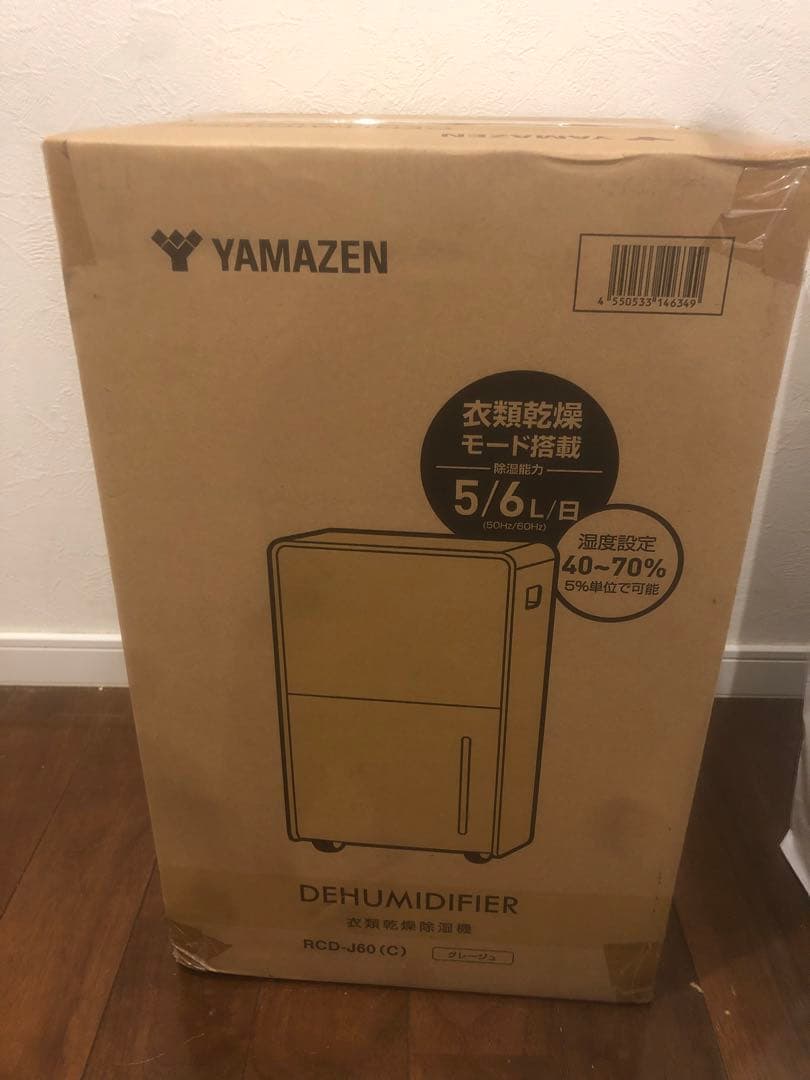 YAMAZEN
YAMAZEN
4 550533 146349
衣類乾燥
モード搭載
除湿能力
5/6L/日
(50Hz/60Hz)
湿度設定
40~70%
5%単位で可能
DEHUMIDIFIER
衣類乾燥除湿機
RCD-J60(C) グレージュ